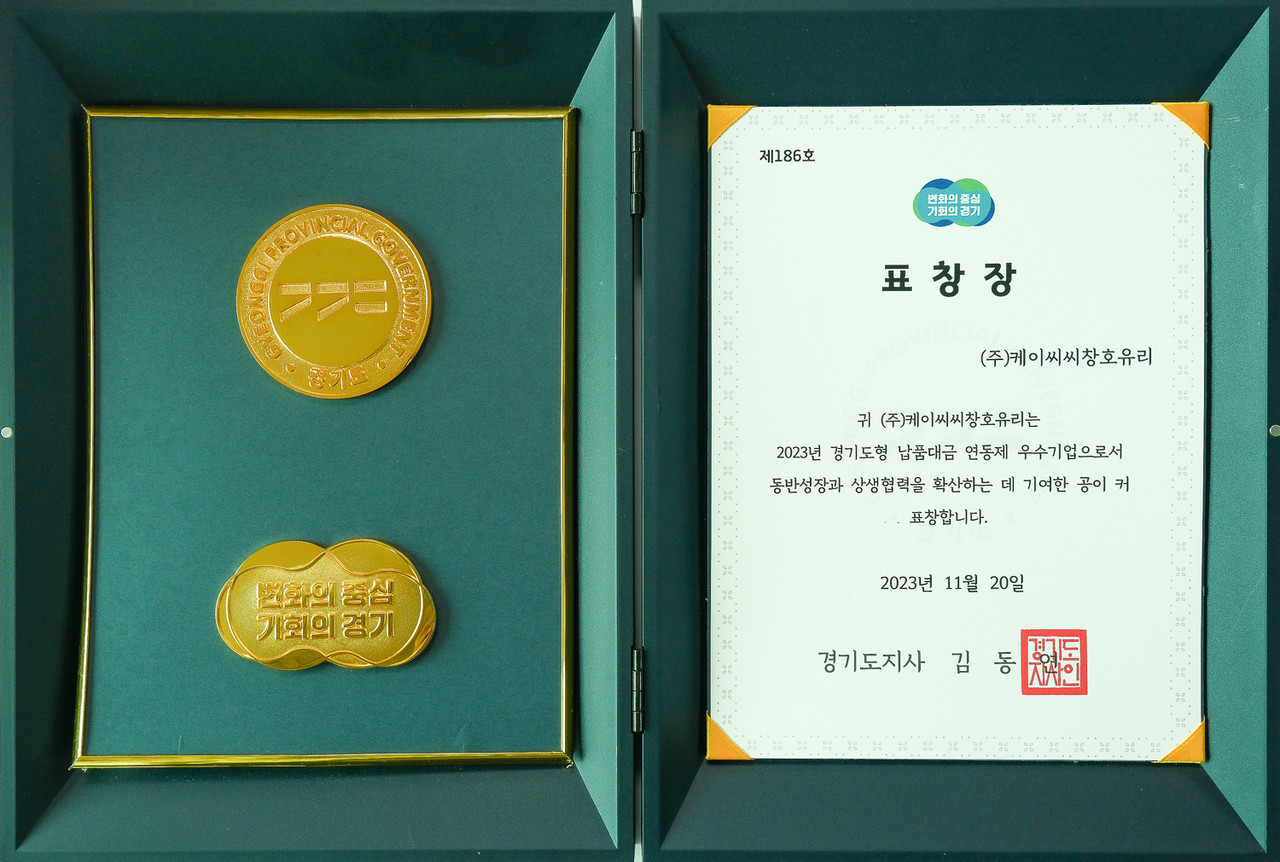 GYEONGGI PROVINCIAL GOVERNMENT
경기도
변화의 중심
기회의 경기
제186호
변화의 중심
기회의 경기
표 창 장
(주)케이씨씨창호유리
귀 (주)케이씨씨창호유리는
2023년 경기도형 납품대금 연동제 우수기업으로서
동반성장과 상생협력을 확산하는 데 기여한 공이 커
표창합니다.
2023년 11월 20일
경기도지사 김 동 연
경기도
지사인